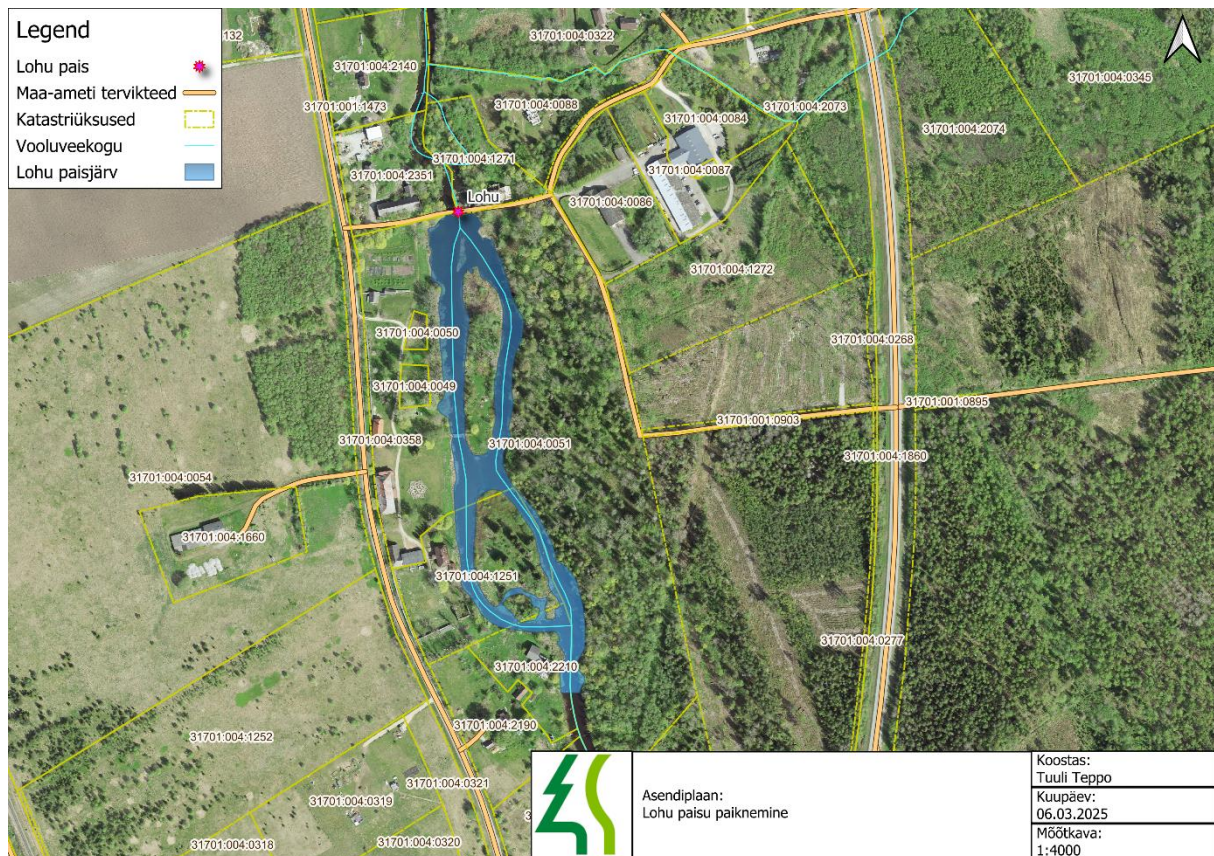 Legend
Lohu pais
Maa-ameti tervikteed
Katastriüksused
Vooluveekogu
Lohu paisjärv
132
31701:004:0322
31701:004:2140
31701:004:0345
31701:001:1473
31701:004:0088
31701:004:2073
31701:004:0084
31701:004:2074
31701:004:1271
31701:004:2351
31701:004:0087
Lohu
31701:004:0086
31701:004:1272
31701:004:0050
31701:004:0268
31701:004:0049
31701:001:0895
31701:001:0903
31701:004:0358
31701:004:0051
31701:004:1860
31701:004:0054
31701:004:1660
31701:004:1251
31701:004:0277
31701:004:2210
31701:004:2190
31701:004:1252
31701:004:0321
31701:004:0319
31701:004:0318
31701:004:0320
Asendiplaan:
Lohu paisu paiknemine
Koostas:
Tuuli Teppo
Kuupäev:
06.03.2025
Mõõtkava:
1:4000